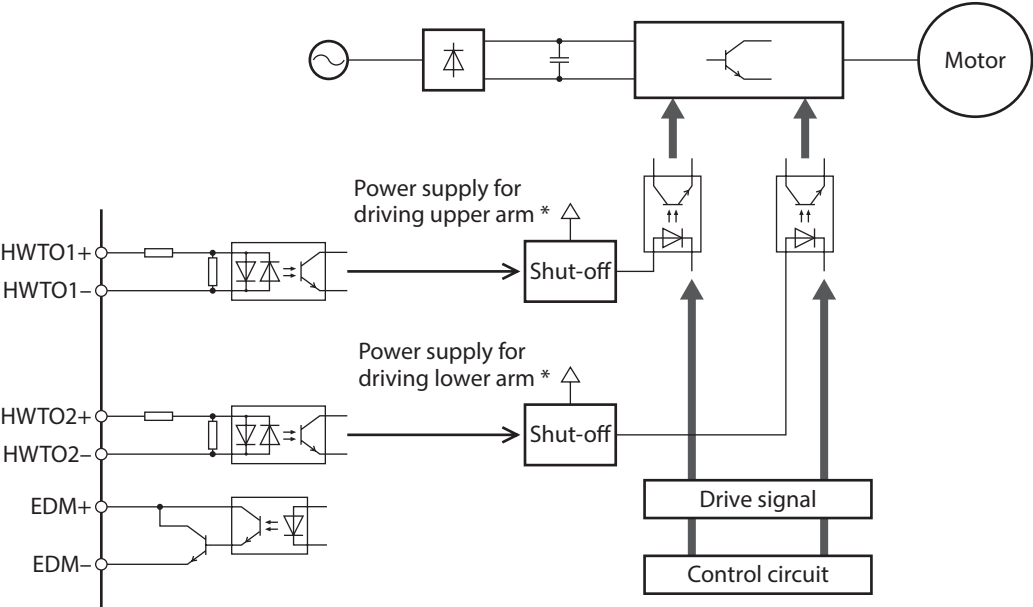 Motor
Power supply for
driving upper arm *
HWTO1+
HWTO1−
Shut-off
Power supply for
driving lower arm *
HWTO2+
HWTO2−
Shut-off
EDM+
EDM−
Drive signal
Control circuit